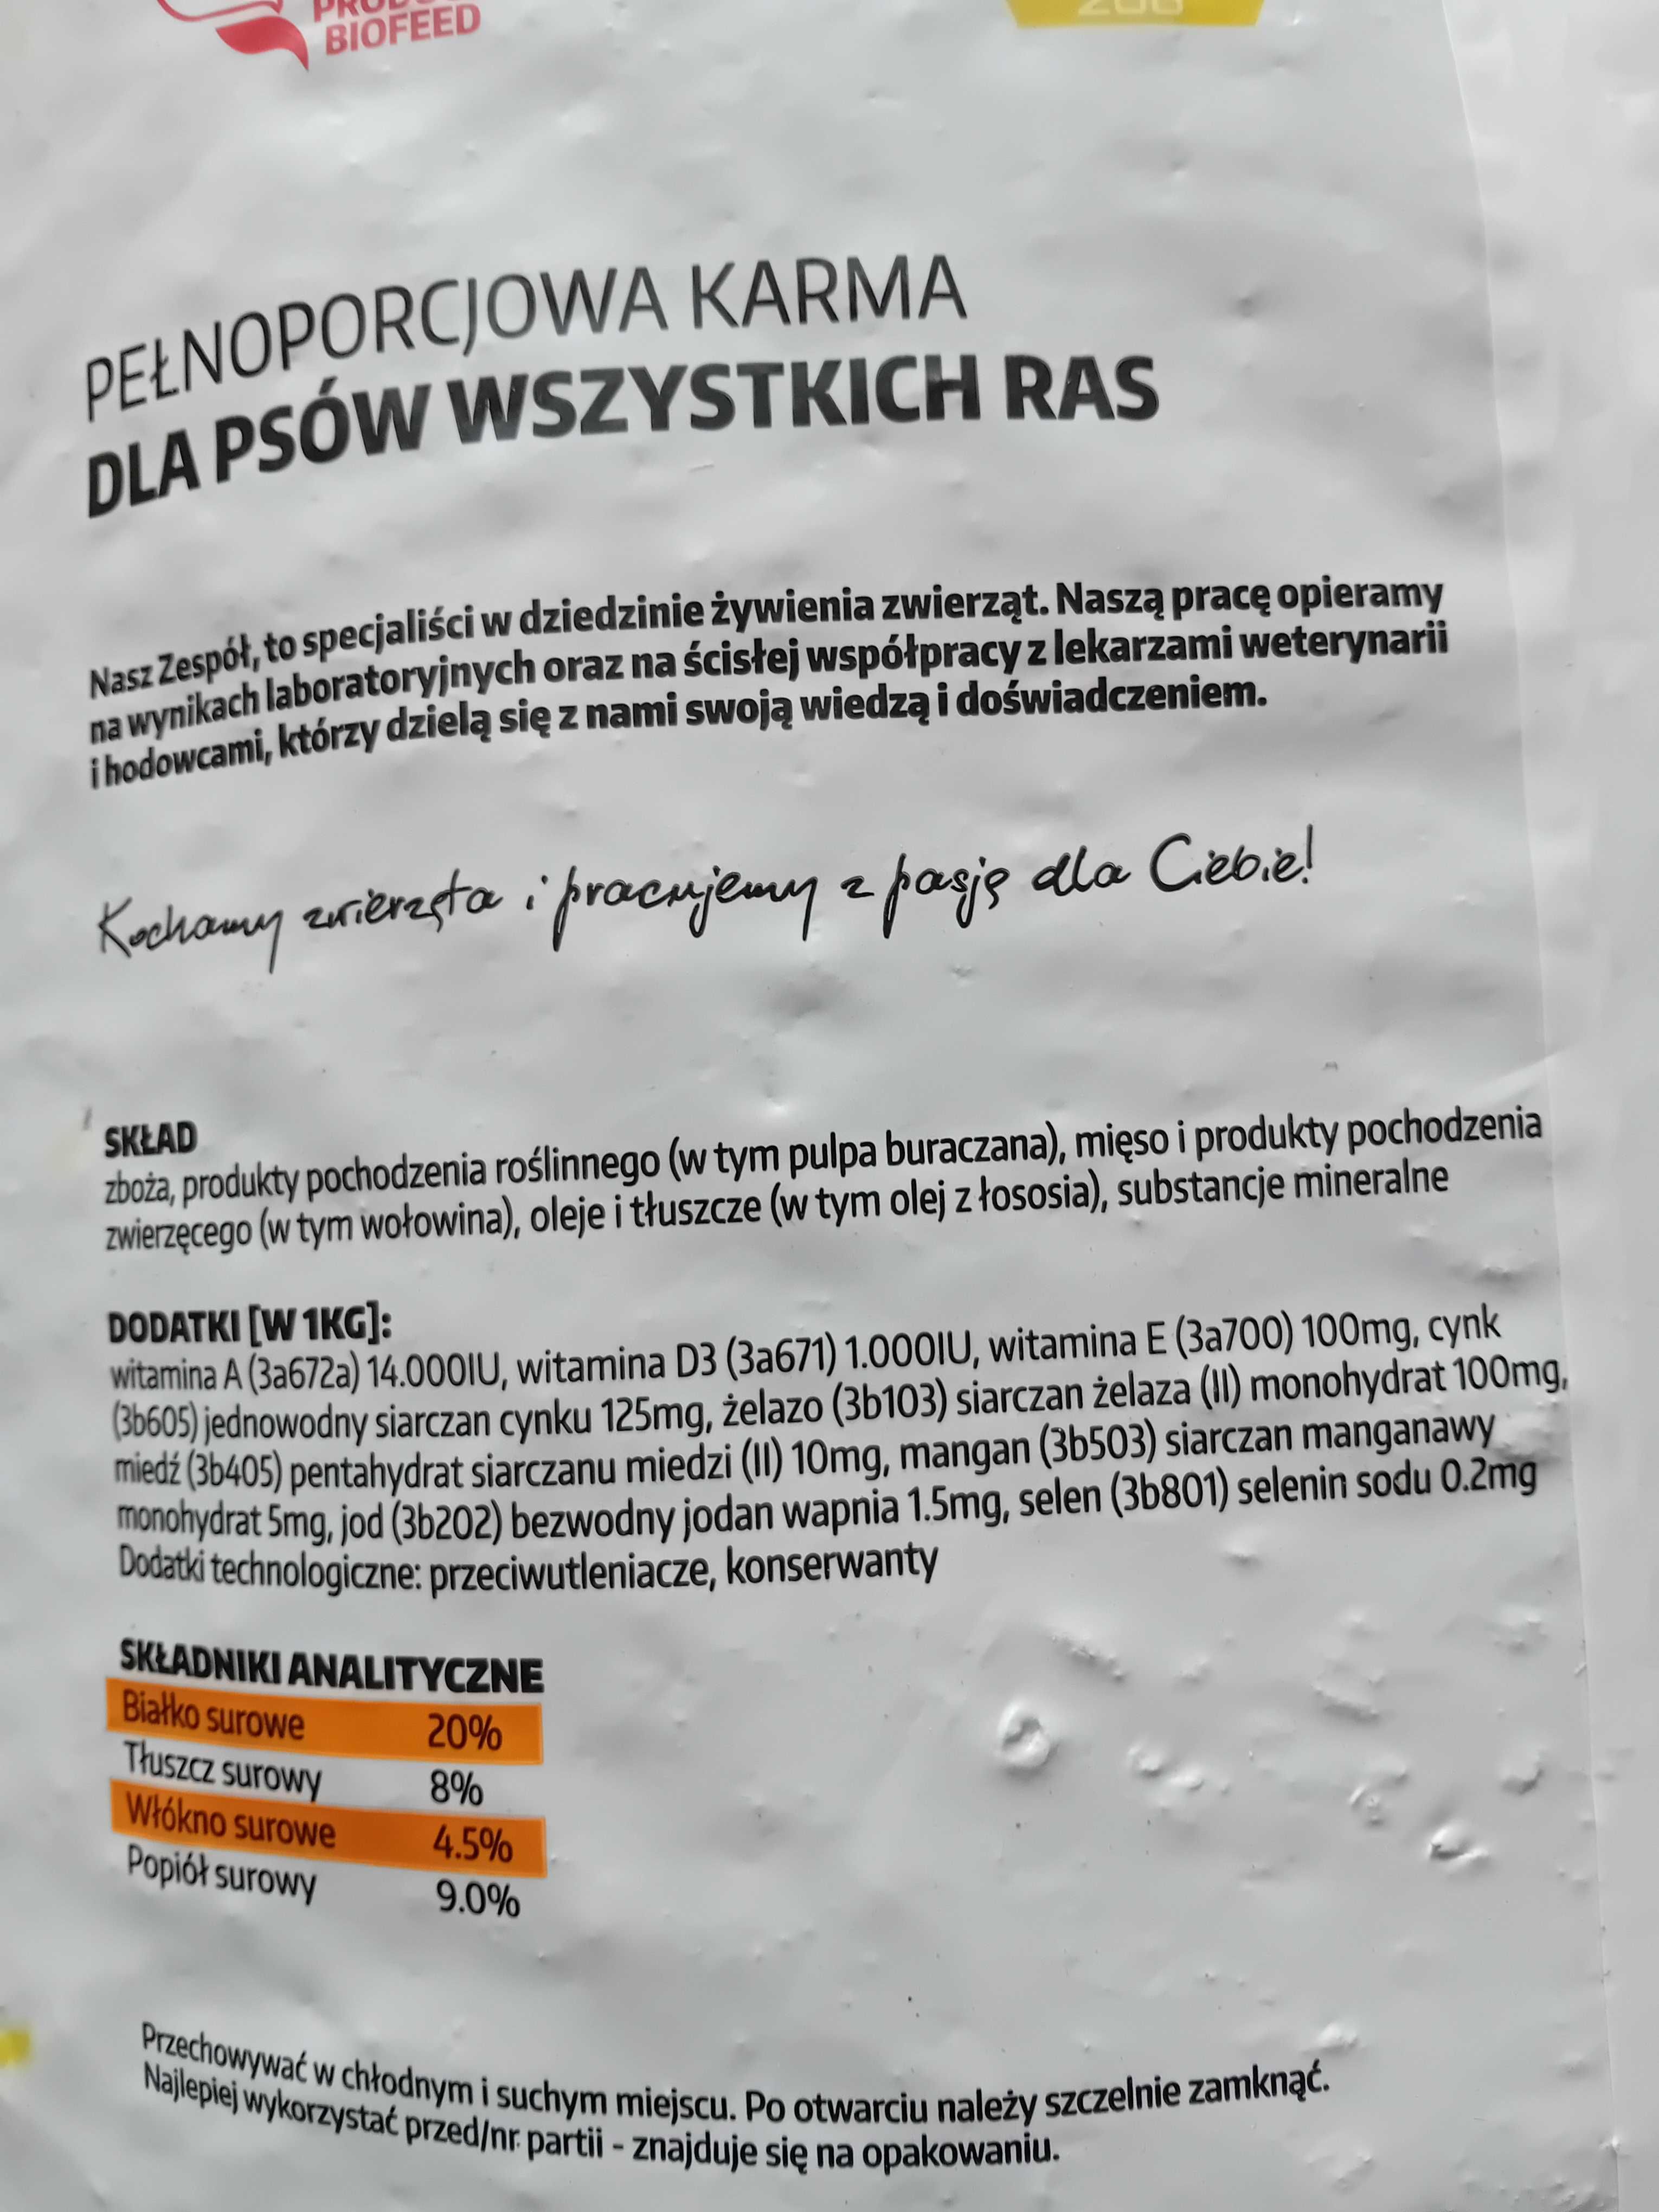 BIOFEED
PEŁNOPORCJOWA KARMA
DLA PSÓW WSZYSTKICH RAS
Nasz Zespół, to specjaliści w dziedzinie żywienia zwierząt. Naszą pracę opieramy
na wynikach laboratoryjnych oraz na ścisłej współpracy z lekarzami weterynarii
i hodowcami, którzy dzielą się z nami swoją wiedzą i doświadczeniem.
Kochamy zwierzęta i pracujemy z pasją dla Ciebie!
SKŁAD
zboża, produkty pochodzenia roślinnego (w tym pulpa buraczana), mięso i produkty pochodzenia
zwierzęcego (w tym wołowina), oleje i tłuszcze (w tym olej z łososia), substancje mineralne
DODATKI [W 1KG]:
witamina A (3a672a) 14.000IU, witamina D3 (3a671) 1.000IU, witamina E (3a700) 100mg, cynk
(3b605) jednowodny siarczan cynku 125mg, żelazo (3b103) siarczan żelaza (II) monohydrat 100mg,
miedź (3b405) pentahydrat siarczanu miedzi (II) 10mg, mangan (3b503) siarczan manganawy
monohydrat 5mg, jod (3b202) bezwodny jodan wapnia 1.5mg, selen (3b801) selenin sodu 0.2mg
Dodatki technologiczne: przeciwutleniacze, konserwanty
SKŁADNIKI ANALITYCZNE
Białko surowe 20%
Tłuszcz surowy 8%
Włókno surowe 4.5%
Popiół surowy 9.0%
Przechowywać w chłodnym i suchym miejscu. Po otwarciu należy szczelnie zamknąć.
Najlepiej wykorzystać przed/nr. partii - znajduje się na opakowaniu.